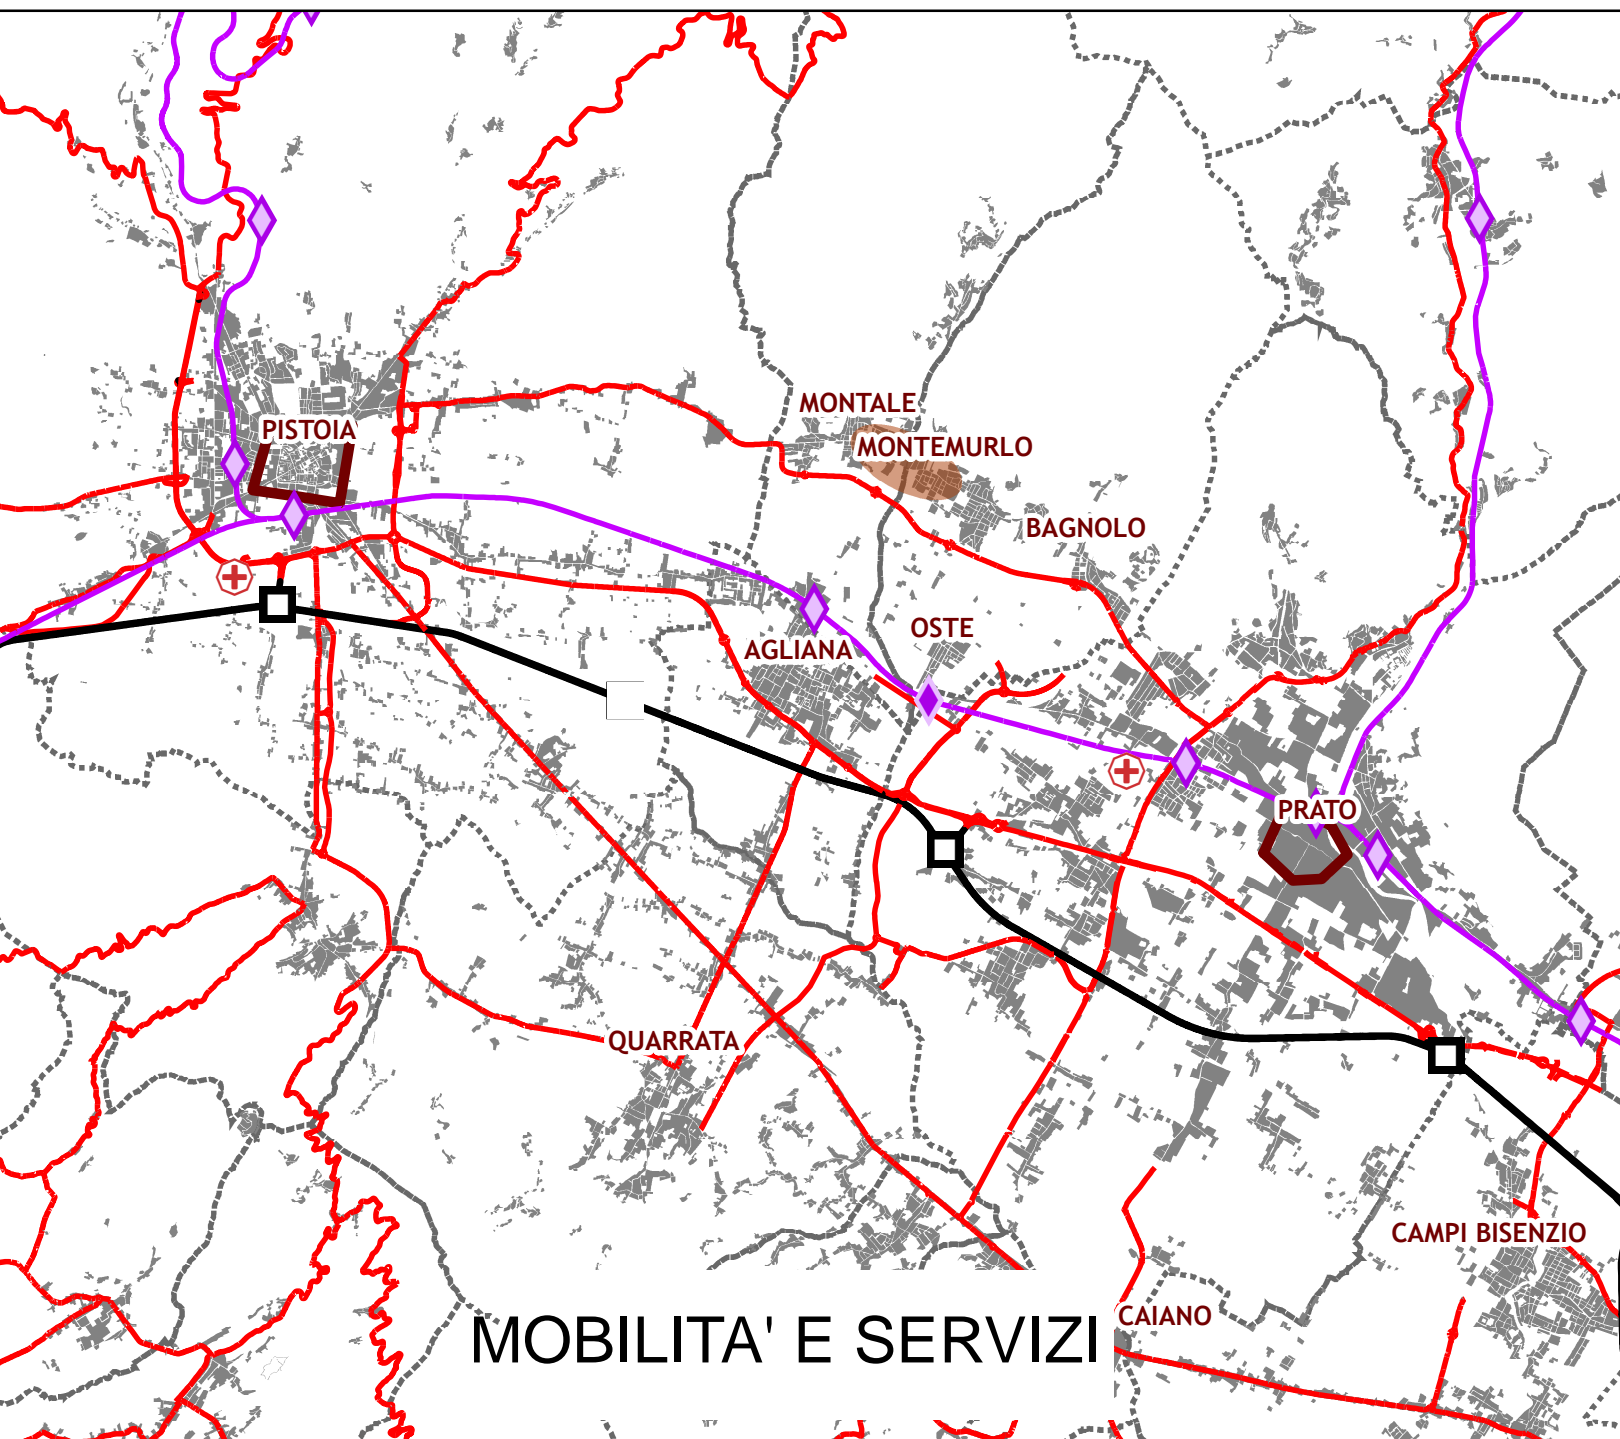 MONTALE
PISTOIA
MONTEMURLO
BAGNOLO
OSTE
AGLIANA
PRATO
QUARRATA
CAMPI BISENZIO
CAIANO
MOBILITA' E SERVIZI